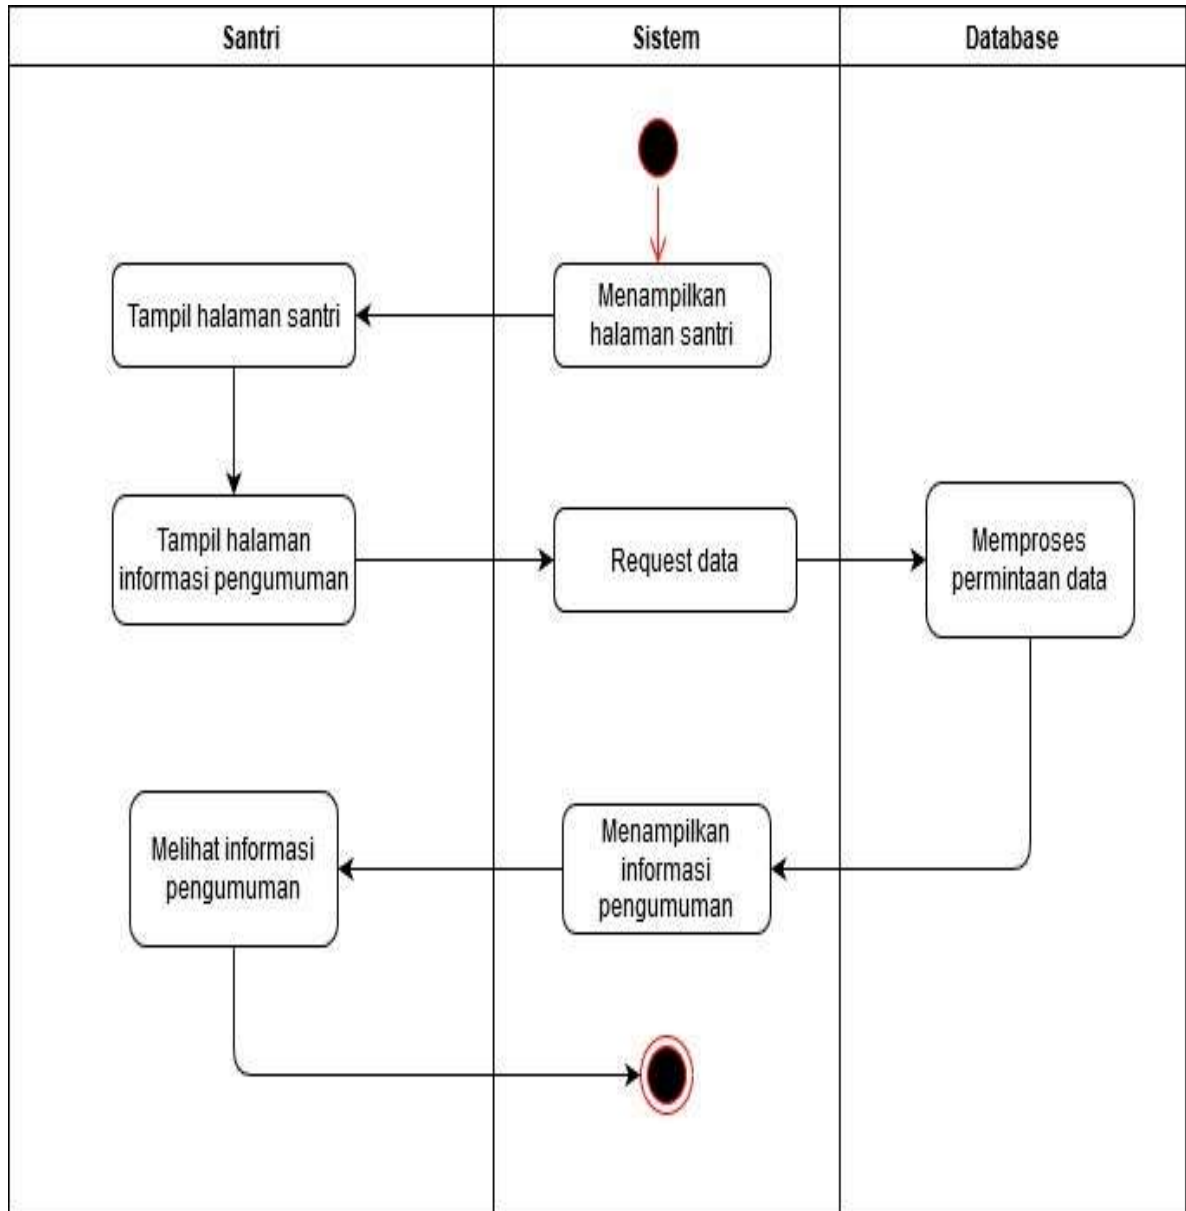 Santri
Sistem
Database
Menampilkan
halaman santri
Tampil halaman santri
Tampil halaman
informasi pengumuman
Request data
Memproses
permintaan data
Menampilkan
informasi
pengumuman
Melihat informasi
pengumuman